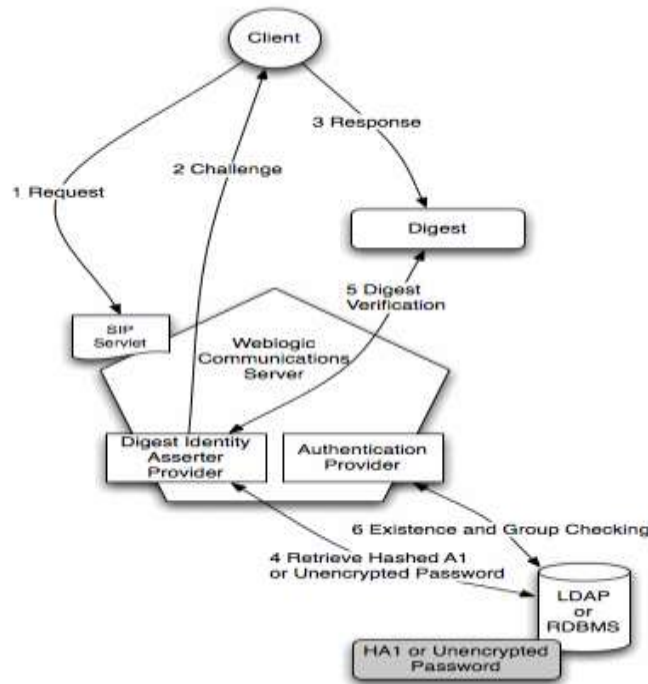 Client
3 Response
2 Challenge
1 Request
Digest
5 Digest
Verification
SIP
Servlet
Weblogic
Communications
Server
Digest Identity
Asserter
Provider
Authentication
Provider
6 Existence and Group Checking
4 Retrieve Hashed A1
or Unencrypted Password
LDAP
or
RDBMS
HA1 or Unencrypted
Password